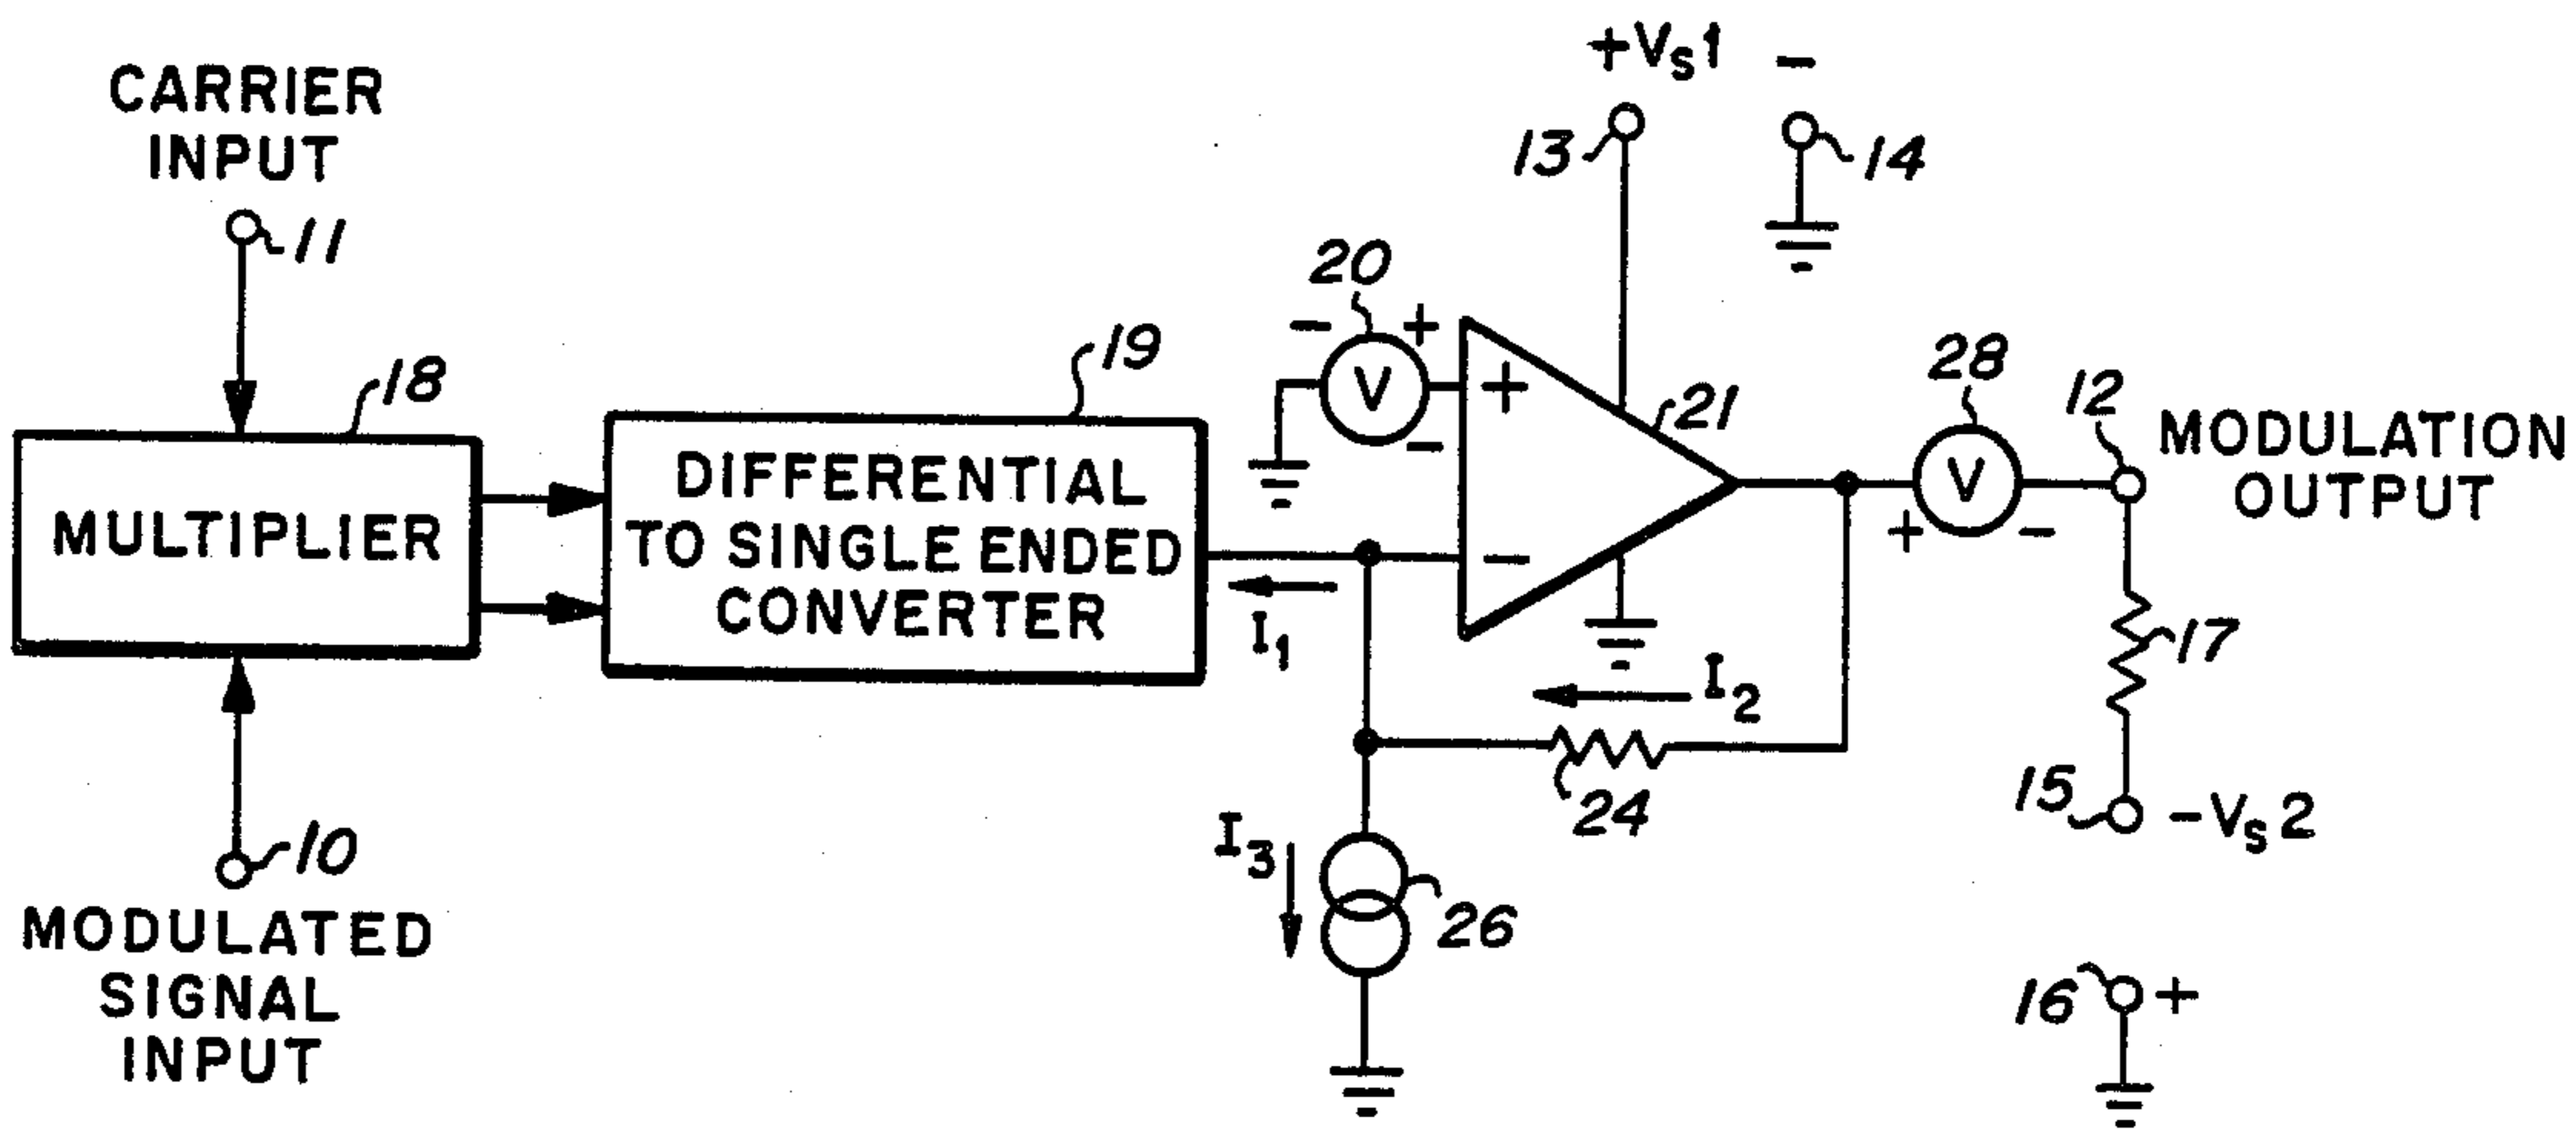 CARRIER
INPUT
11
18
MULTIPLIER
10
MODULATED
SIGNAL
INPUT
19
DIFFERENTIAL
TO SINGLE ENDED
CONVERTER
I₁
+Vs1 -
13
14
20
- +
V
-
+
-
21
I₂
24
I₃
26
28
V
+ -
12
MODULATION
OUTPUT
17
15
-Vs2
16
+